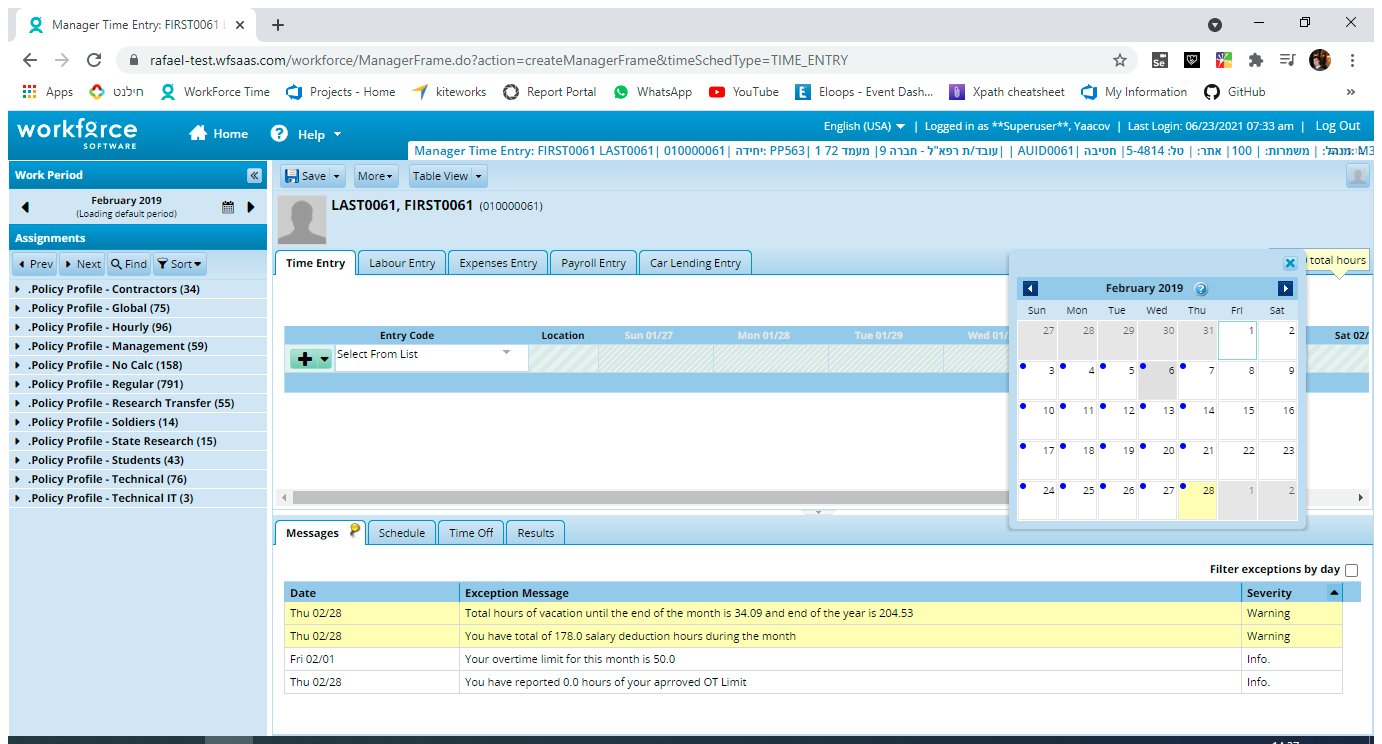 Manager Time Entry: FIRST0061
rafael-test.wfsaas.com/workforce/ManagerFrame.do?action=createManagerFrame&timeSchedType=TIME_ENTRY
Apps חילנט WorkForce Time Projects - Home kiteworks Report Portal WhatsApp YouTube Eloops - Event Dash... Xpath cheatsheet My Information GitHub »
workforce SOFTWARE Home Help English (USA) | Logged in as **Superuser**, Yaacov | Last Login: 06/23/2021 07:33 am | Log Out
Manager Time Entry: FIRST0061 LAST0061| 010000061| יחידה: PP563| 1 72 מעמד |9 עובד/ת רפא"ל - חברה| | AUID0061| חטיבה |5-4814 :אתר: | טל |100 :משמרות | מנהל:
Work Period «
February 2019
(Loading default period)
Assignments
Prev Next Find Sort
.Policy Profile - Contractors (34)
.Policy Profile - Global (75)
.Policy Profile - Hourly (96)
.Policy Profile - Management (59)
.Policy Profile - No Calc (158)
.Policy Profile - Regular (791)
.Policy Profile - Research Transfer (55)
.Policy Profile - Soldiers (14)
.Policy Profile - State Research (15)
.Policy Profile - Students (43)
.Policy Profile - Technical (76)
.Policy Profile - Technical IT (3)
Save More Table View
LAST0061, FIRST0061 (010000061)
Time Entry Labour Entry Expenses Entry Payroll Entry Car Lending Entry
total hours
Entry Code Location Sun 01/27 Mon 01/28 Tue 01/29 Wed 01/ Sat 02/
Select From List
February 2019
Sun Mon Tue Wed Thu Fri Sat
27 28 29 30 31 1 2
3 4 5 6 7 8 9
10 11 12 13 14 15 16
17 18 19 20 21 22 23
24 25 26 27 28 1 2
Messages Schedule Time Off Results
Filter exceptions by day
Date Exception Message Severity
Thu 02/28 Total hours of vacation until the end of the month is 34.09 and end of the year is 204.53 Warning
Thu 02/28 You have total of 178.0 salary deduction hours during the month Warning
Fri 02/01 Your overtime limit for this month is 50.0 Info.
Thu 02/28 You have reported 0.0 hours of your aprroved OT Limit Info.